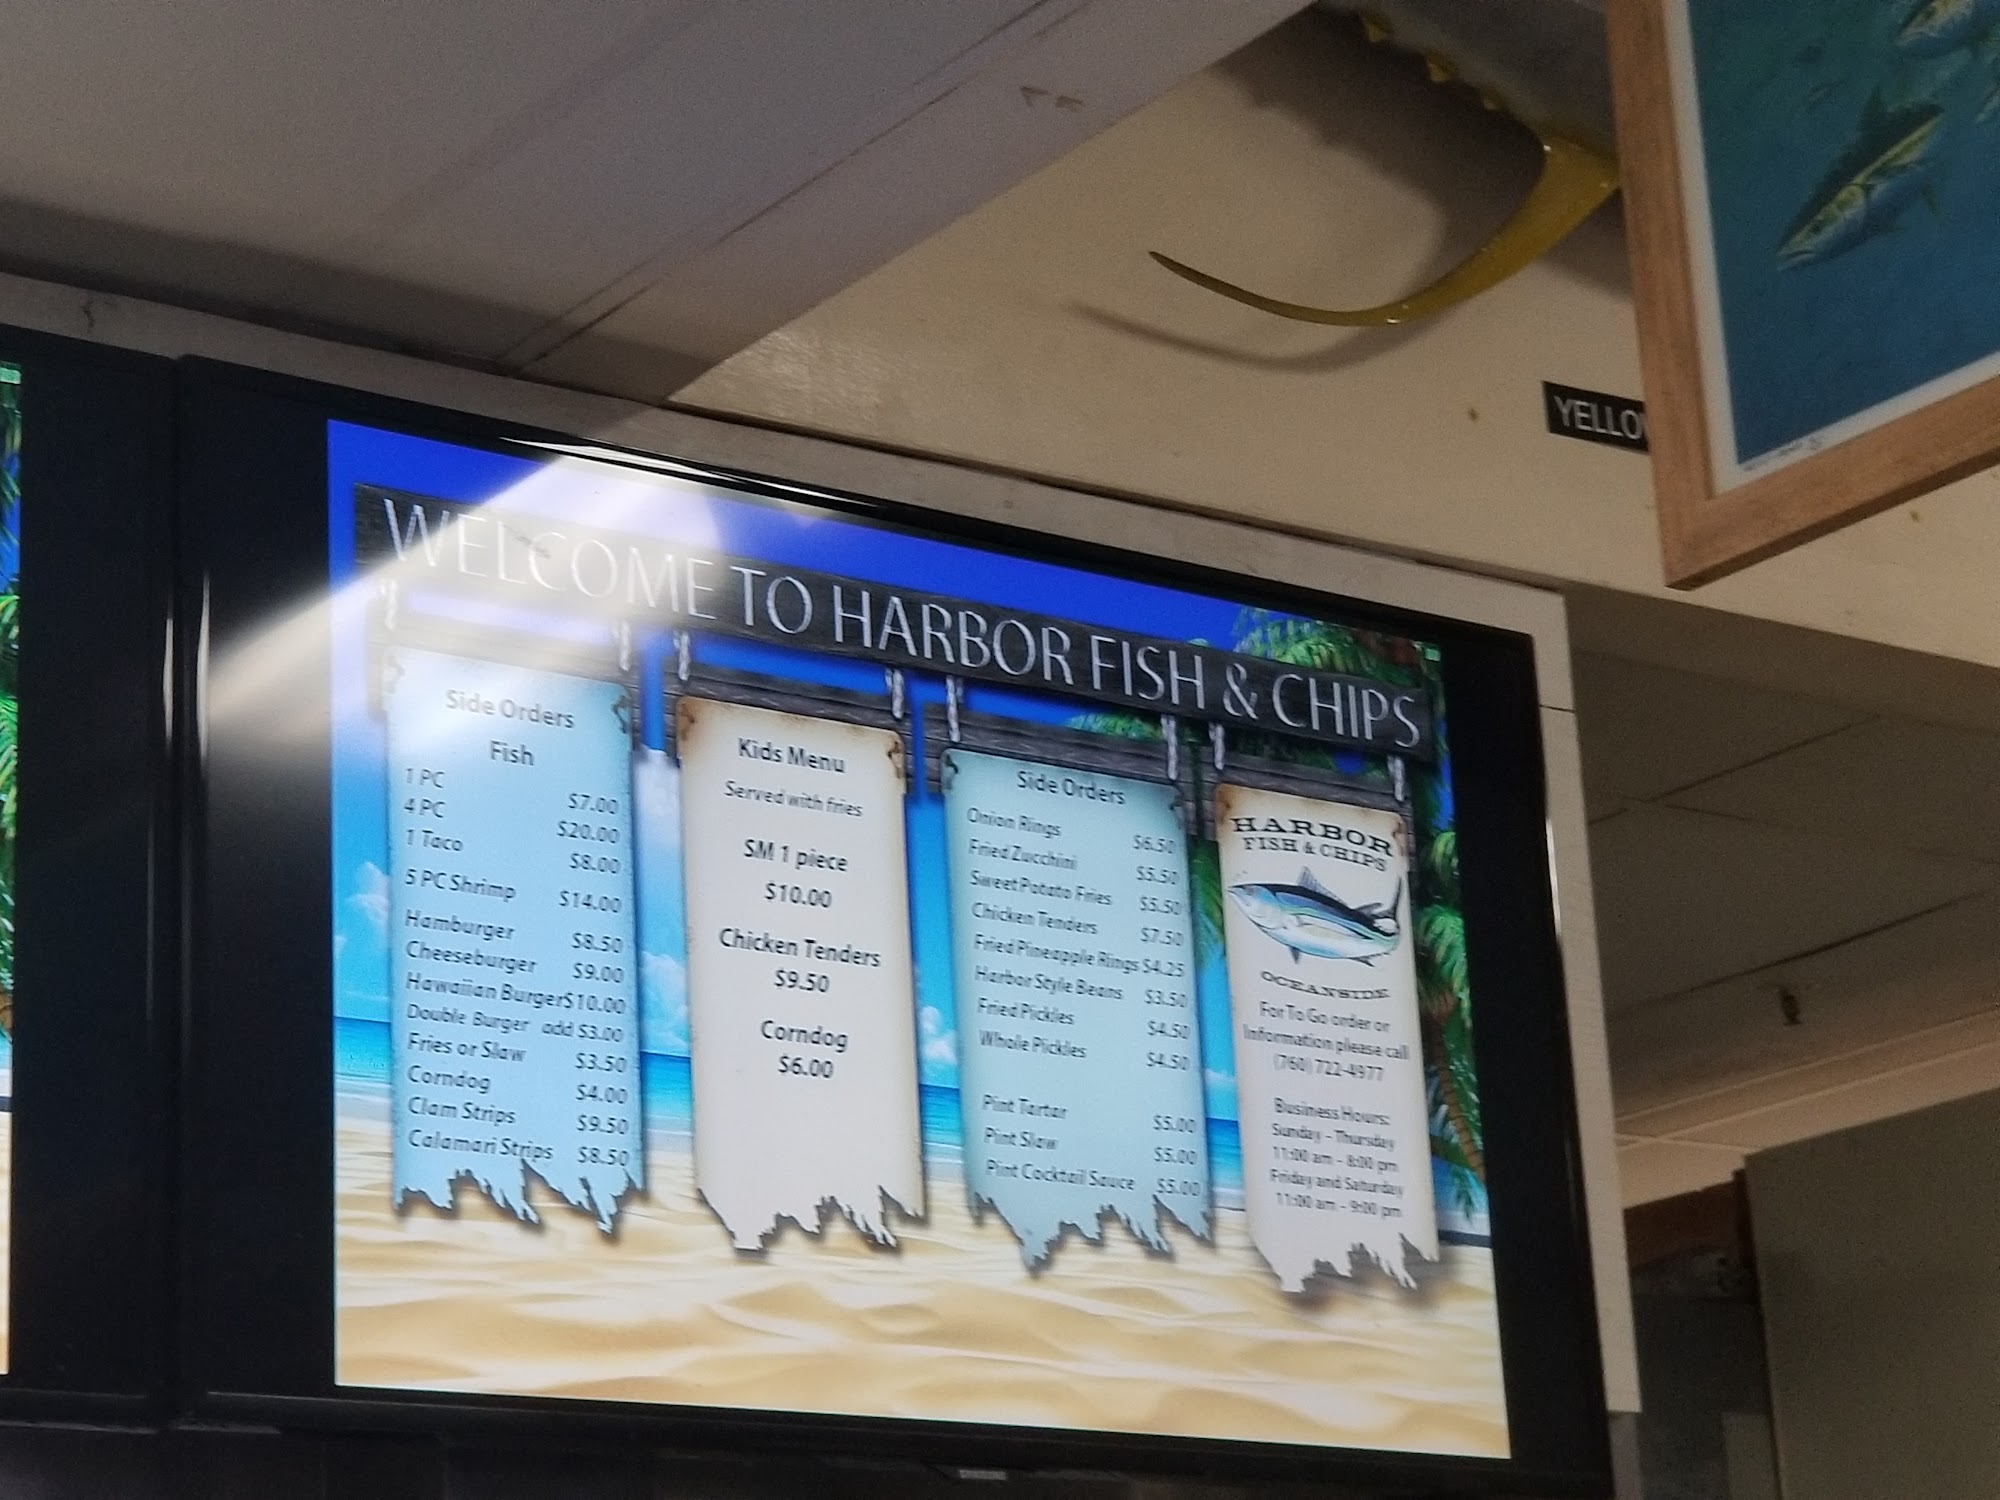 YELLO
WELCOME TO HARBOR FISH & CHIPS
Side Orders
Fish
1 PC $7.00
4 PC $20.00
1 Taco $8.00
5 PC Shrimp $14.00
Hamburger $8.50
Cheeseburger $9.00
Hawaiian Burger $10.00
Double Burger add $3.00
Fries or Slaw $3.50
Corndog $4.00
Clam Strips $9.50
Calamari Strips $8.50
Kids Menu
Served with fries
SM 1 piece
$10.00
Chicken Tenders
$9.50
Corndog
$6.00
Side Orders
Onion Rings $6.50
Fried Zucchini $5.50
Sweet Potato Fries $5.50
Chicken Tenders $7.50
Fried Pineapple Rings $4.25
Harbor Style Beans $3.50
Fried Pickles $4.50
Whole Pickles $4.50
Pint Tartar $5.00
Pint Slaw $5.00
Pint Cocktail Sauce $5.00
HARBOR
FISH & CHIPS
OCEANSIDE
For To Go order or
Information please call
(760) 722-4977
Business Hours:
Sunday - Thursday
11:00 am - 8:00 pm
Friday and Saturday
11:00 am - 9:00 pm